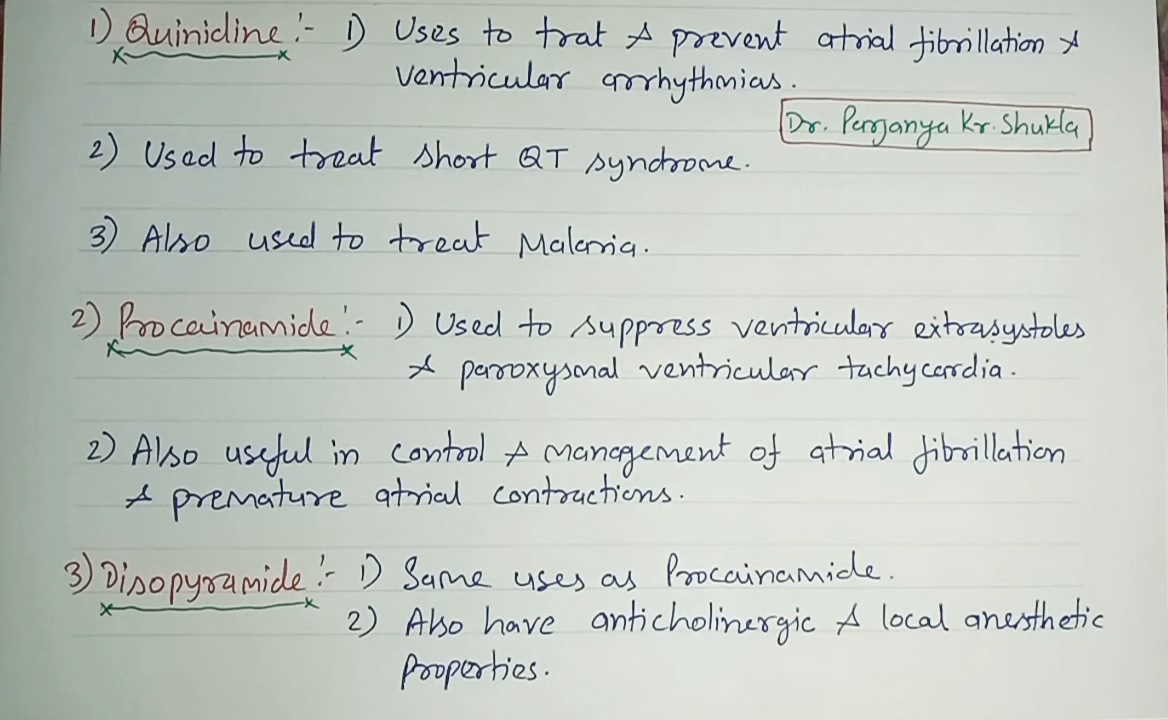 1) Quinidine :- 1) Uses to trat & prevent atrial fibrillation &
ventricular arrhythmias.
Dr. Parjanya Kr. Shukla
2) Used to treat short QT syndrome.
3) Also used to treat Malaria.
2) Procainamide :- 1) Used to suppress ventricular extrasystoles
& paroxysmal ventricular tachycardia.
2) Also useful in control & management of atrial fibrillation
& premature atrial contractions.
3) Disopyramide :- 1) Same uses as Procainamide.
2) Also have anticholinergic & local anesthetic
Properties.